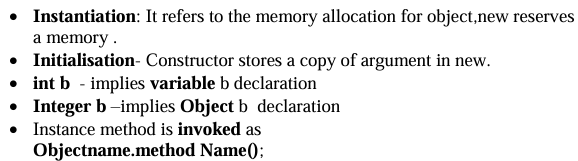 • Instantiation: It refers to the memory allocation for object,new reserves
a memory .
• Initialisation- Constructor stores a copy of argument in new.
• int b - implies variable b declaration
• Integer b –implies Object b declaration
• Instance method is invoked as
Objectname.method Name();